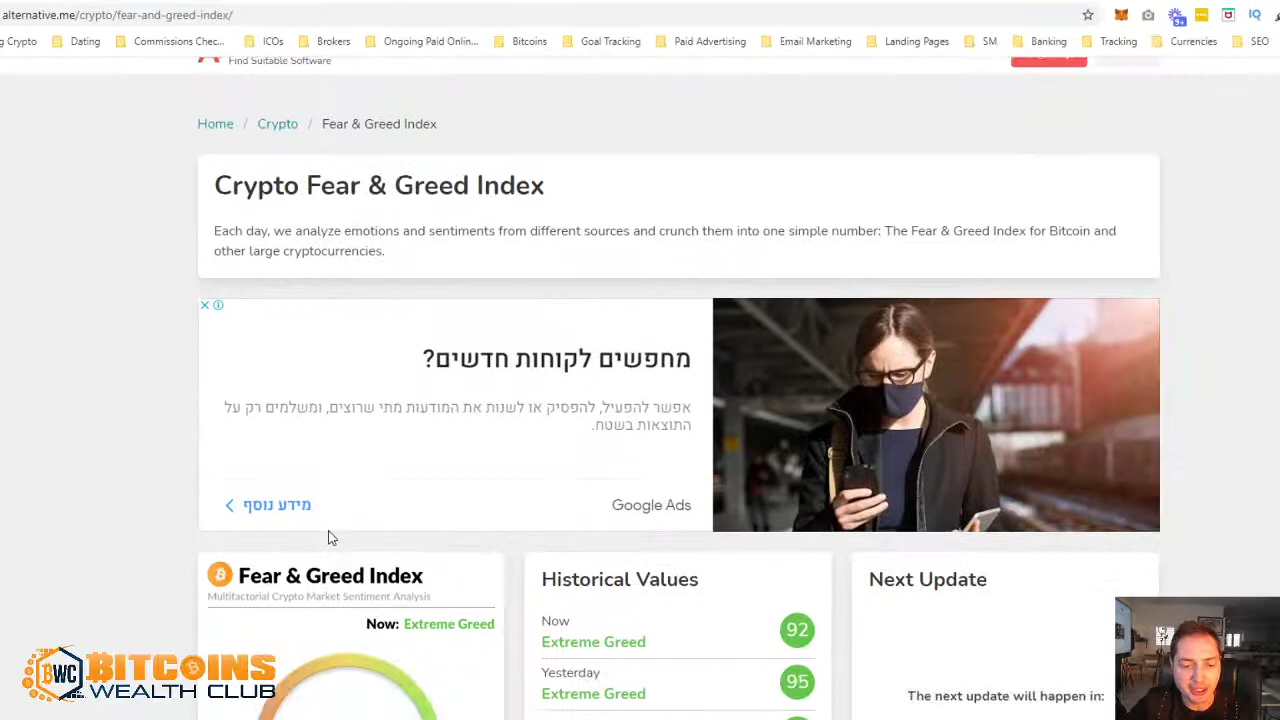 alternative.me/crypto/fear-and-greed-index/
9+
g Crypto Dating Commissions Chec... ICOs Brokers Ongoing Paid Onlin... Bitcoins Goal Tracking Paid Advertising Email Marketing Landing Pages SM Banking Tracking Currencies SEO
Find Suitable Software
Home / Crypto / Fear & Greed Index
Crypto Fear & Greed Index
Each day, we analyze emotions and sentiments from different sources and crunch them into one simple number: The Fear & Greed Index for Bitcoin and
other large cryptocurrencies.
מחפשים לקוחות חדשים?
אפשר להפעיל, להפסיק או לשנות את המודעות מתי שרוצים, ומשלמים רק על
התוצאות בשטח.
מידע נוסף
Google Ads
Fear & Greed Index
Multifactorial Crypto Market Sentiment Analysis
Now: Extreme Greed
Historical Values
Now
Extreme Greed
92
Yesterday
Extreme Greed
95
Next Update
The next update will happen in:
BWC
BITCOINS
WEALTH CLUB